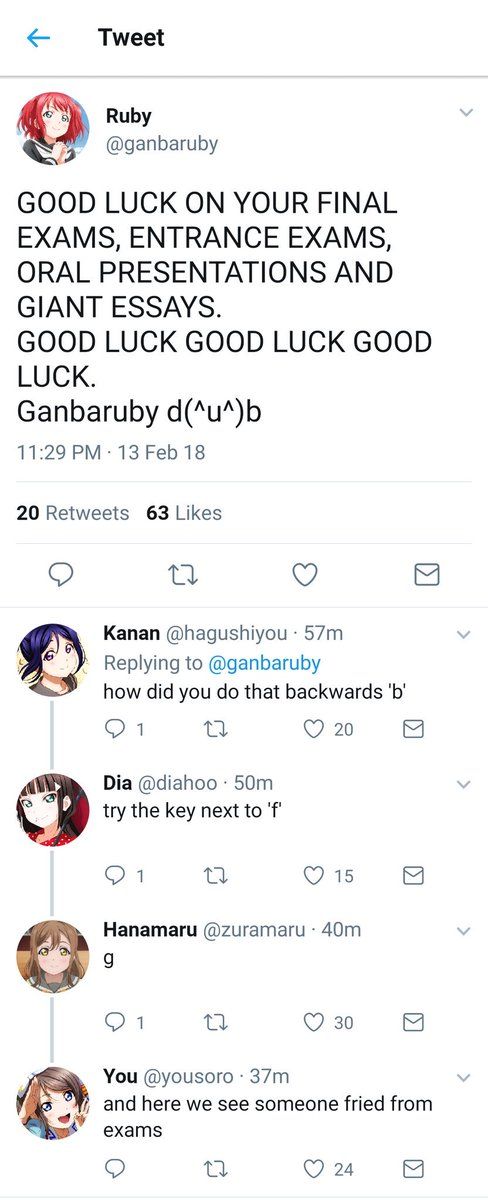 Tweet
Ruby
@ganbaruby
GOOD LUCK ON YOUR FINAL
EXAMS, ENTRANCE EXAMS,
ORAL PRESENTATIONS AND
GIANT ESSAYS.
GOOD LUCK GOOD LUCK GOOD
LUCK.
Ganbaruby d(^u^)b
11:29 PM · 13 Feb 18
20 Retweets 63 Likes
Kanan @hagushiyou · 57m
Replying to @ganbaruby
how did you do that backwards 'b'
1 20
Dia @diahoo · 50m
try the key next to 'f'
1 15
Hanamaru @zuramaru · 40m
g
1 30
You @yousoro · 37m
and here we see someone fried from
exams
24